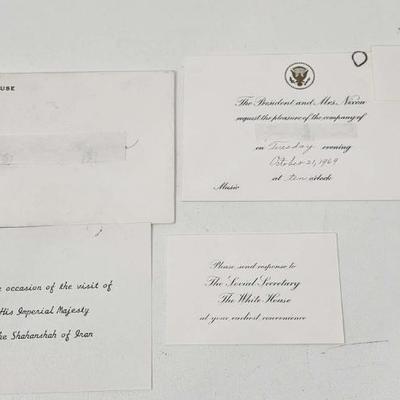 USE
The President and Mrs. Nixon
request the pleasure of the company of
on Tuesday evening
October 21, 1969
at ten o'clock
Music
occasion of the visit of
His Imperial Majesty
Shahanshah of Iran
Please send response to
The Social Secretary
The White House
at your earliest convenience